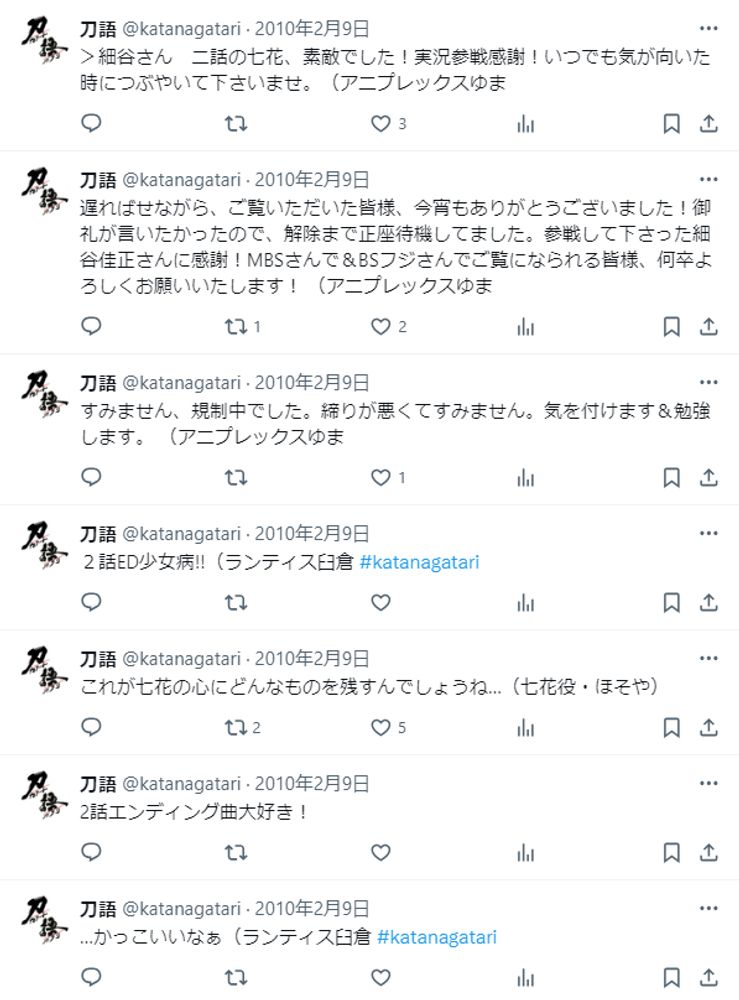 刀語 @katanagatari · 2010年2月9日
＞細谷さん　二話の七花、素敵でした！実況参戦感謝！いつでも気が向いた
時につぶやいて下さいませ。（アニプレックスゆま
3
刀語 @katanagatari · 2010年2月9日
遅ればせながら、ご覧いただいた皆様、今宵もありがとうございました！御
礼が言いたかったので、解除まで正座待機してました。参戦して下さった細
谷佳正さんに感謝！MBSさんで＆BSフジさんでご覧になられる皆様、何卒よ
ろしくお願いいたします！（アニプレックスゆま
1 2
刀語 @katanagatari · 2010年2月9日
すみません、規制中でした。締りが悪くてすみません。気を付けます＆勉強
します。（アニプレックスゆま
1
刀語 @katanagatari · 2010年2月9日
２話ED少女病!!（ランティス臼倉 #katanagatari
刀語 @katanagatari · 2010年2月9日
これが七花の心にどんなものを残すんでしょうね...（七花役・ほそや）
2 5
刀語 @katanagatari · 2010年2月9日
2話エンディング曲大好き！
刀語 @katanagatari · 2010年2月9日
...かっこいいなぁ（ランティス臼倉 #katanagatari